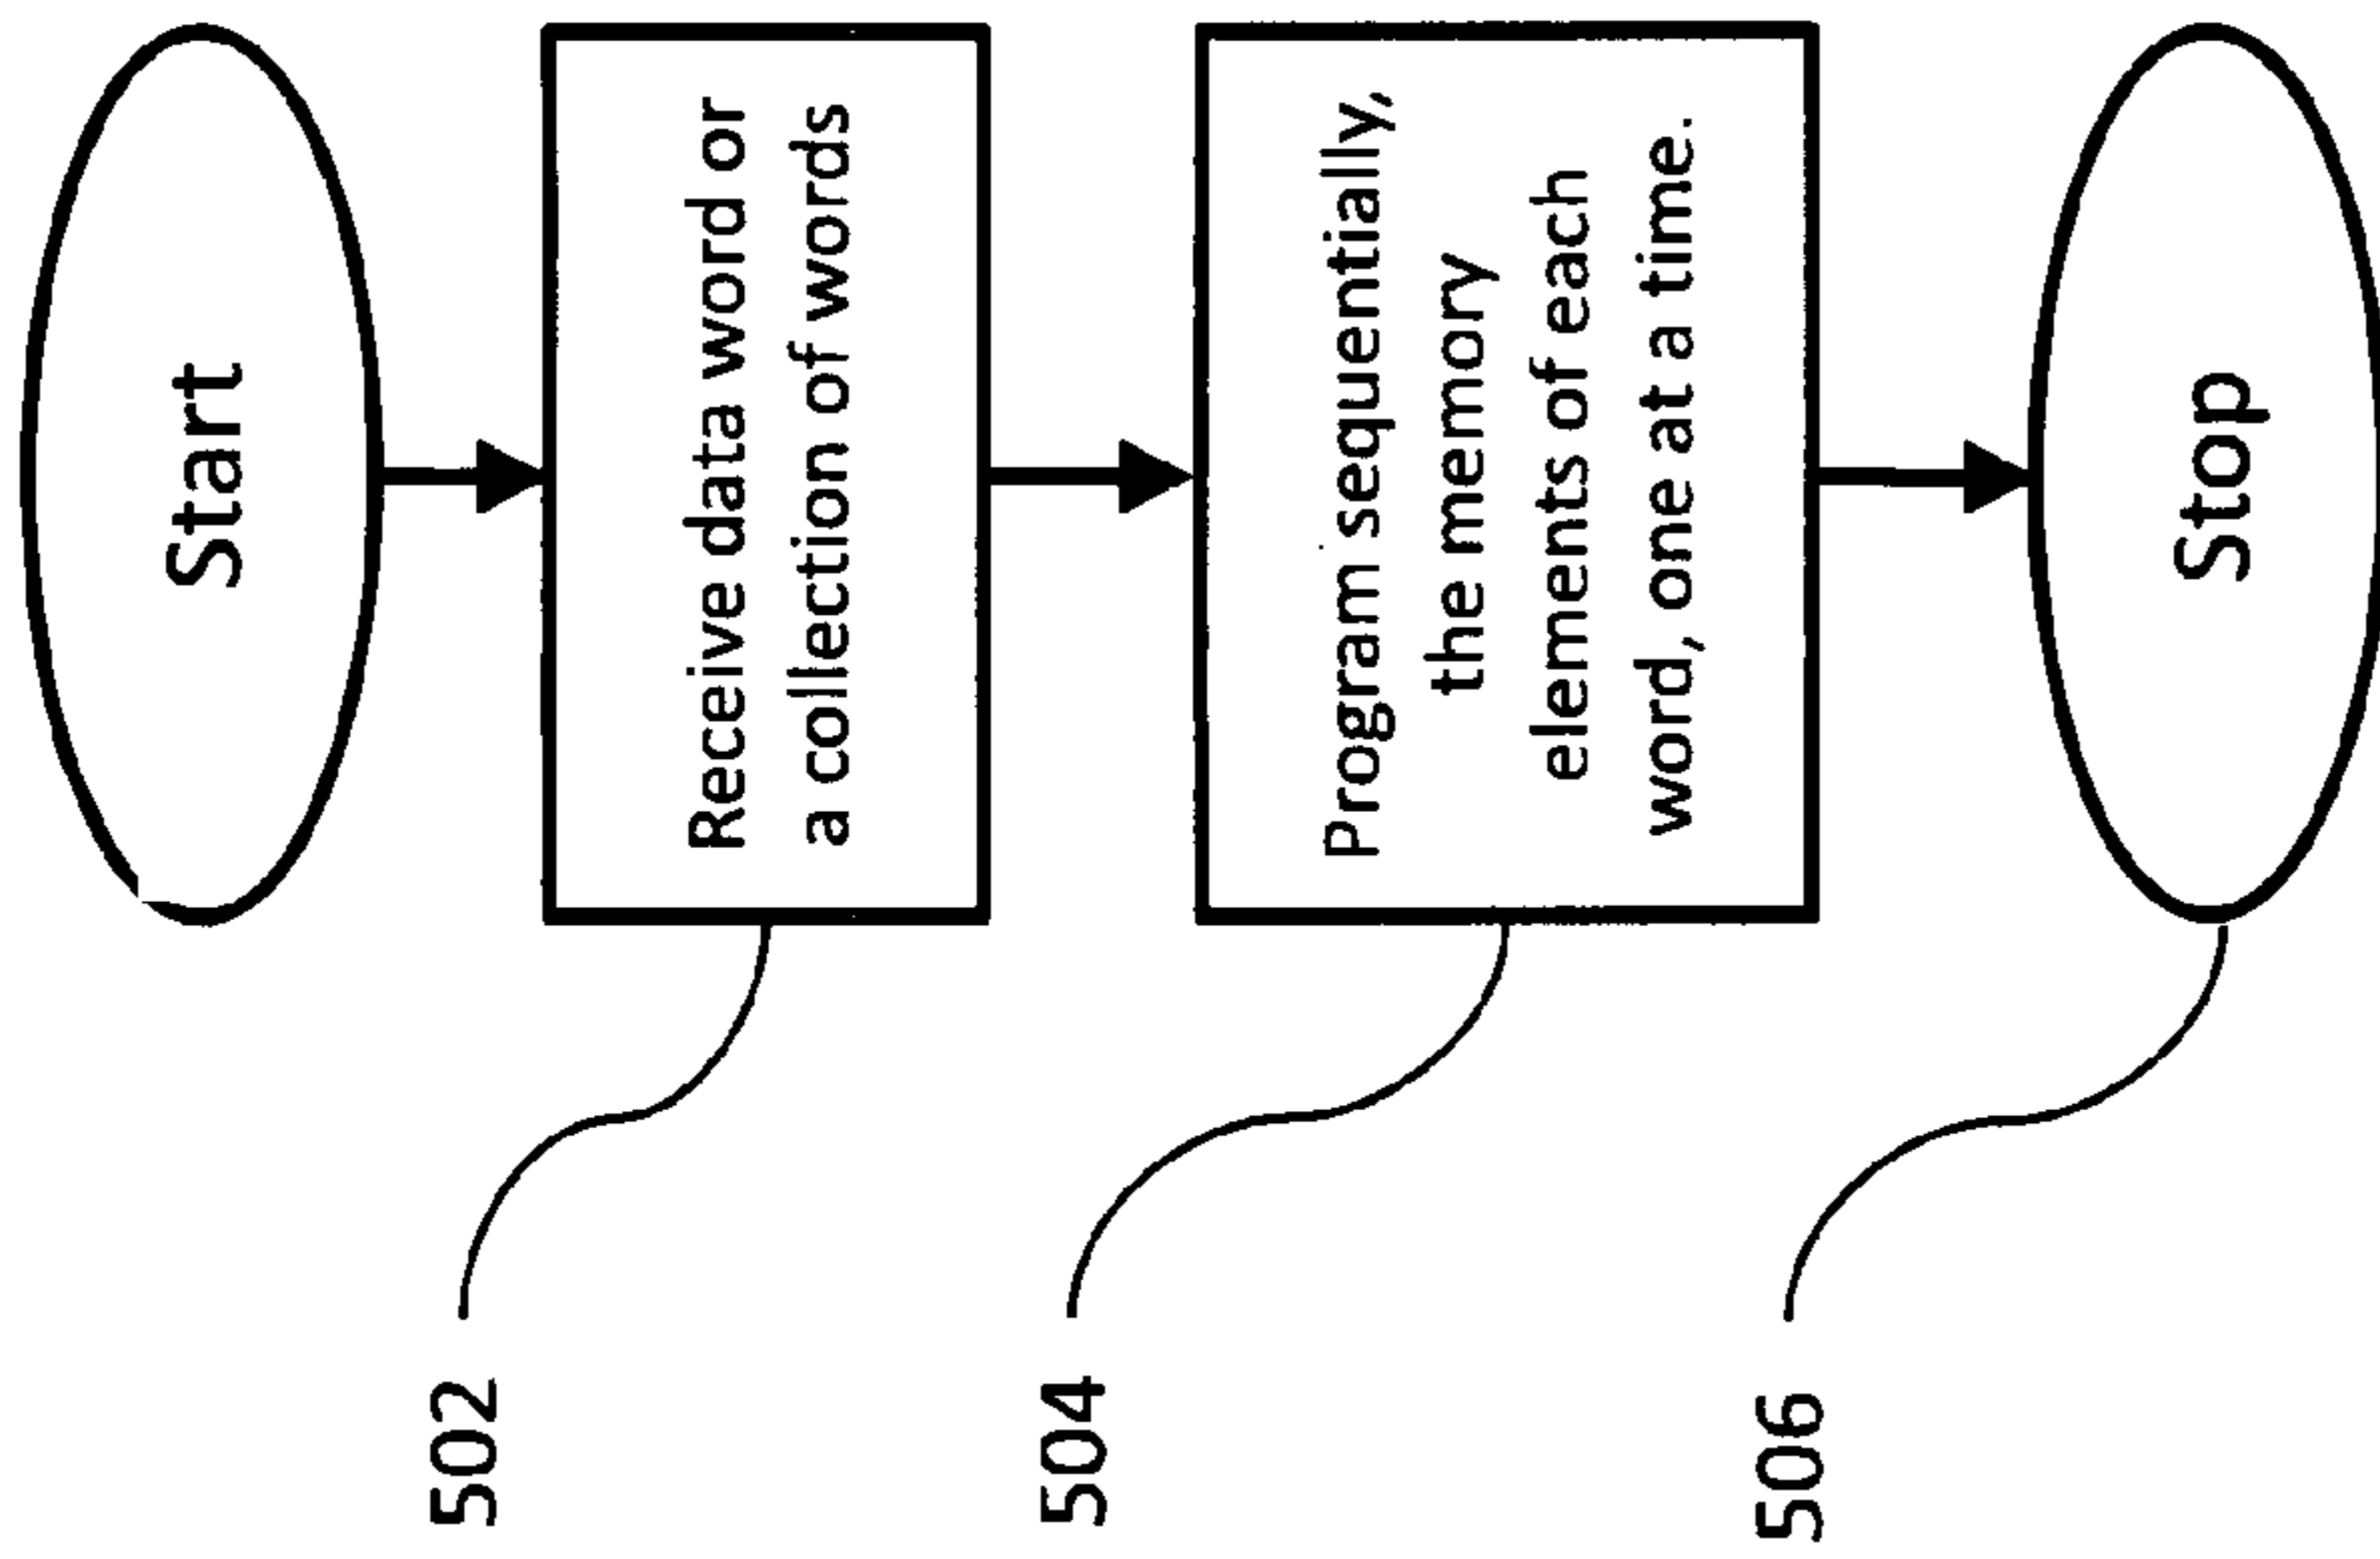 Start
502
Receive data word or
a collection of words
504
Program sequentially,
the memory
elements of each
word, one at a time.
506
Stop